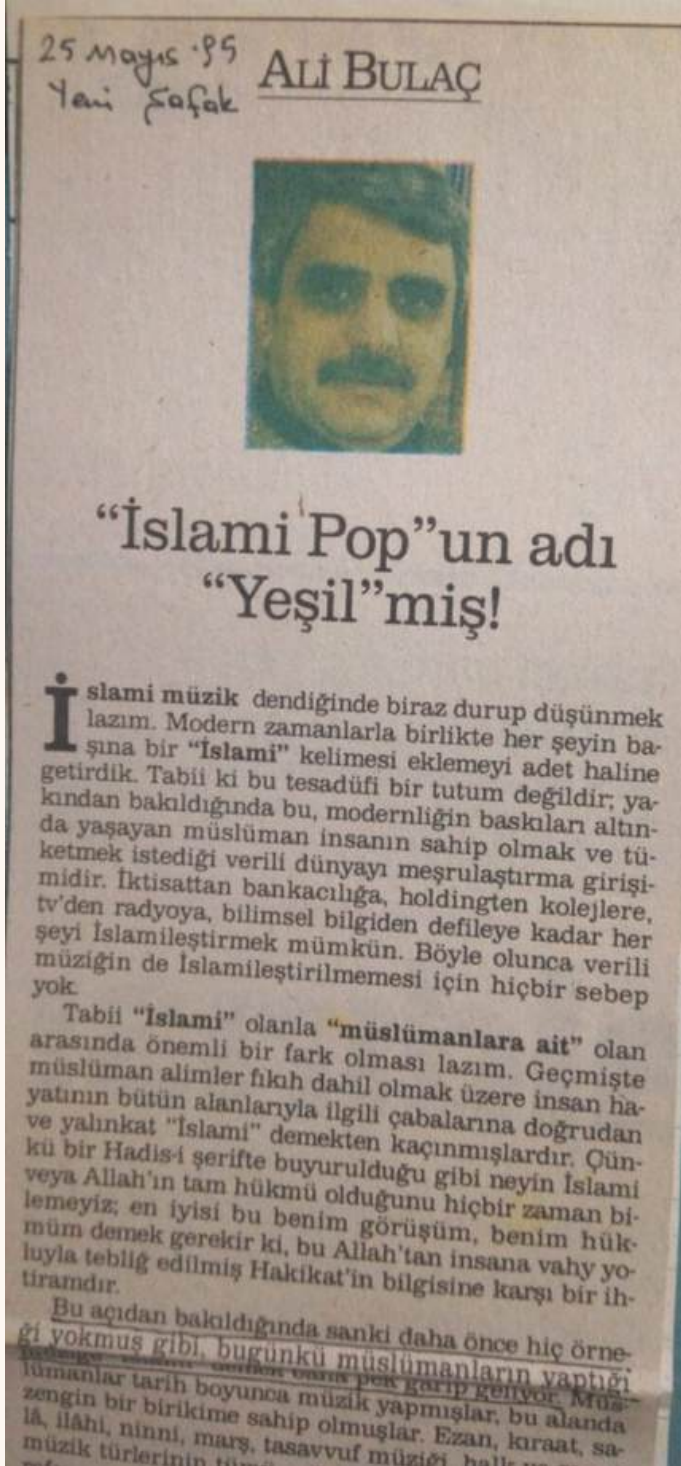 25 Mayıs '95
Yeni Şafak
ALİ BULAÇ
“İslami Pop”un adı
“Yeşil”miş!
İslami müzik dendiğinde biraz durup düşünmek
lazım. Modern zamanlarla birlikte her şeyin ba-
şına bir “İslami” kelimesi eklemeyi adet haline
getirdik. Tabii ki bu tesadüfi bir tutum değildir; ya-
kından bakıldığında bu, modernliğin baskıları altın-
da yaşayan müslüman insanın sahip olmak ve tü-
ketmek istediği verili dünyayı meşrulaştırma girişi-
midir. İktisattan bankacılığa, holdingten kolejlere,
tv'den radyoya, bilimsel bilgiden defileye kadar her
şeyi İslamileştirmek mümkün. Böyle olunca verili
müziğin de İslamileştirilmemesi için hiçbir sebep
yok.
Tabii “İslami” olanla “müslümanlara ait” olan
arasında önemli bir fark olması lazım. Geçmişte
müslüman alimler fıkıh dahil olmak üzere insan ha-
yatının bütün alanlarıyla ilgili çabalarına doğrudan
ve yalınkat “İslami” demekten kaçınmışlardır. Çün-
kü bir Hadis-i şerifte buyurulduğu gibi neyin İslami
veya Allah'ın tam hükmü olduğunu hiçbir zaman bi-
lemeyiz; en iyisi bu benim görüşüm, benim hük-
müm demek gerekir ki, bu Allah'tan insana vahy yo-
luyla tebliğ edilmiş Hakikat'in bilgisine karşı bir ih-
tiramdır.
Bu açıdan bakıldığında sanki daha önce hiç örne-
ği yokmuş gibi, bugünkü müslümanların yaptığı
bana pek garip geliyor. Müs-
lümanlar tarih boyunca müzik yapmışlar, bu alanda
zengin bir birikime sahip olmuşlar. Ezan, kıraat, sa-
lâ, ilâhi, ninni, marş, tasavvuf müziği, halk
müzik türlerinin